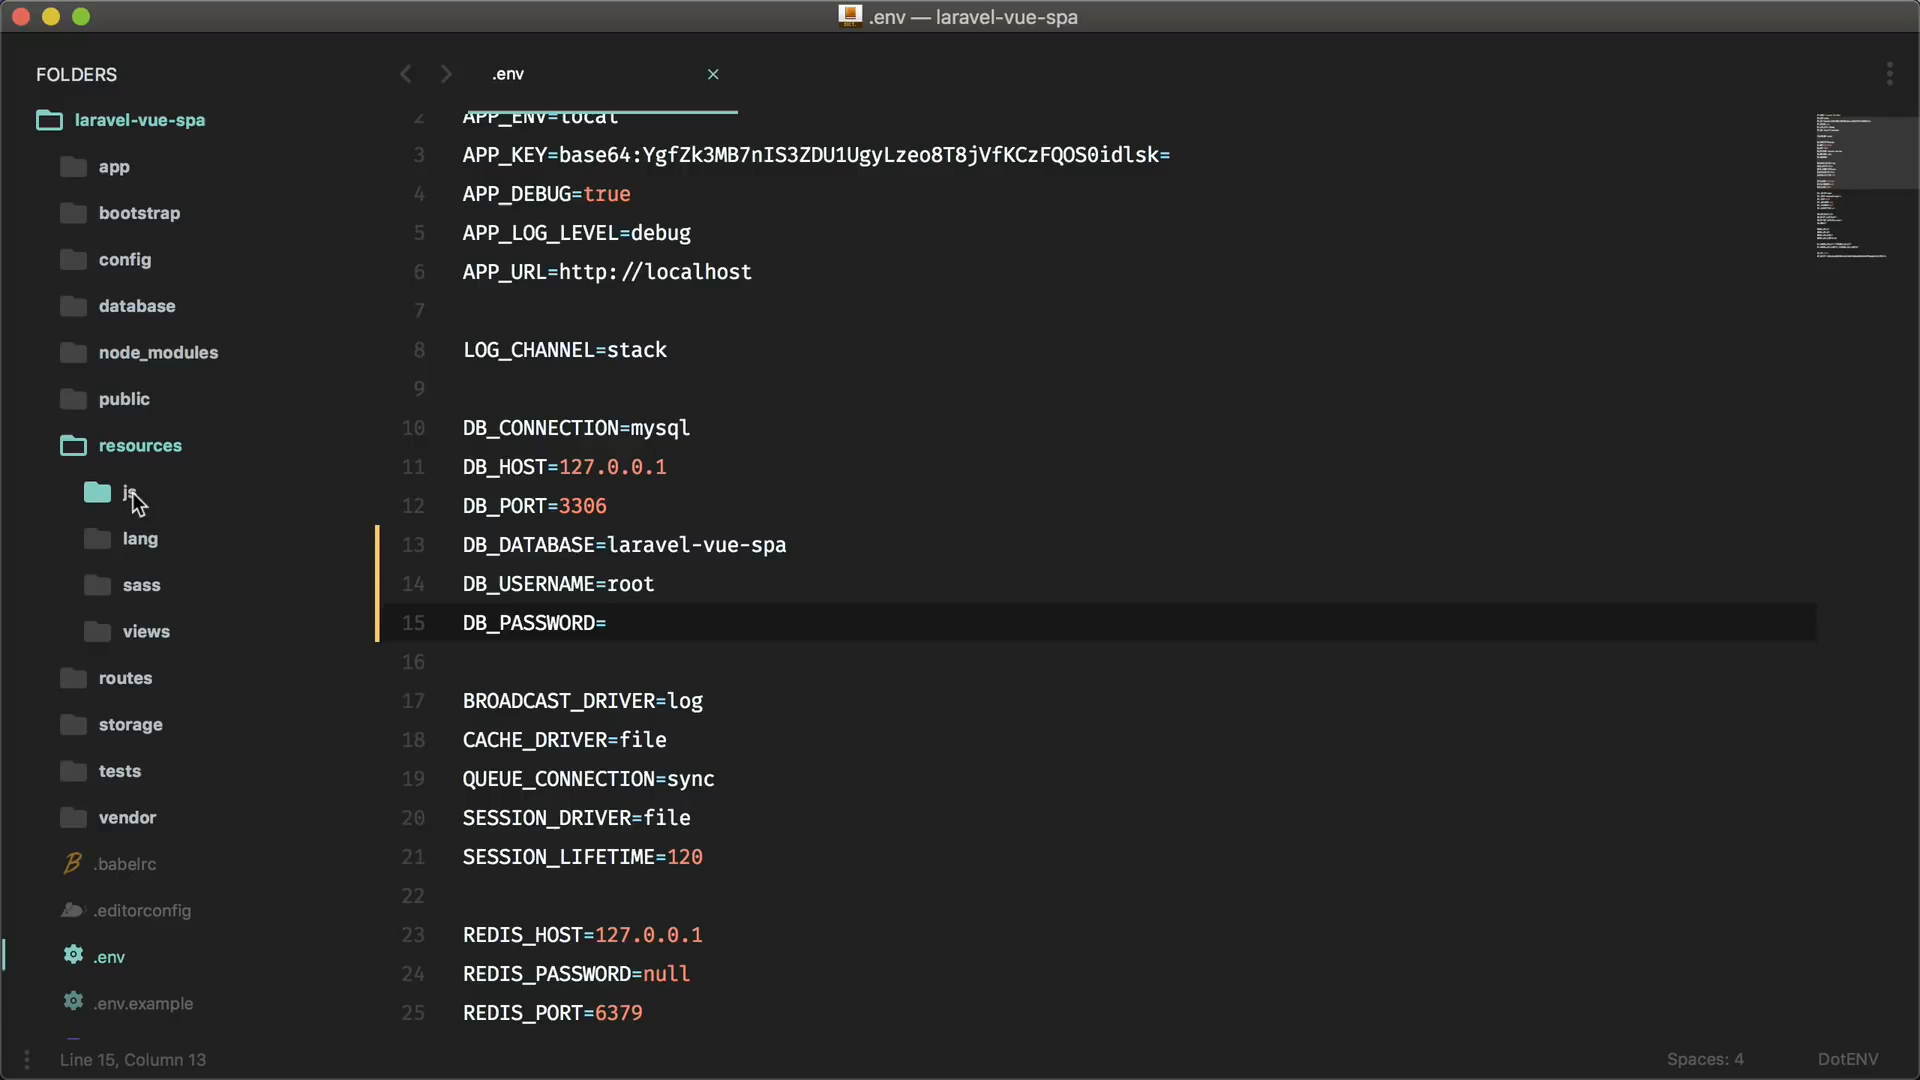 .env — laravel-vue-spa
FOLDERS
laravel-vue-spa
app
bootstrap
config
database
node_modules
public
resources
js
lang
sass
views
routes
storage
tests
vendor
.babelrc
.editorconfig
.env
.env.example
.env
2 APP_ENV=local
3 APP_KEY=base64:YgfZk3MB7nIS3ZDU1UgyLzeo8T8jVfKCzFQOS0idlsk=
4 APP_DEBUG=true
5 APP_LOG_LEVEL=debug
6 APP_URL=http://localhost
7
8 LOG_CHANNEL=stack
9
10 DB_CONNECTION=mysql
11 DB_HOST=127.0.0.1
12 DB_PORT=3306
13 DB_DATABASE=laravel-vue-spa
14 DB_USERNAME=root
15 DB_PASSWORD=
16
17 BROADCAST_DRIVER=log
18 CACHE_DRIVER=file
19 QUEUE_CONNECTION=sync
20 SESSION_DRIVER=file
21 SESSION_LIFETIME=120
22
23 REDIS_HOST=127.0.0.1
24 REDIS_PASSWORD=null
25 REDIS_PORT=6379
Line 15, Column 13
Spaces: 4
DotENV